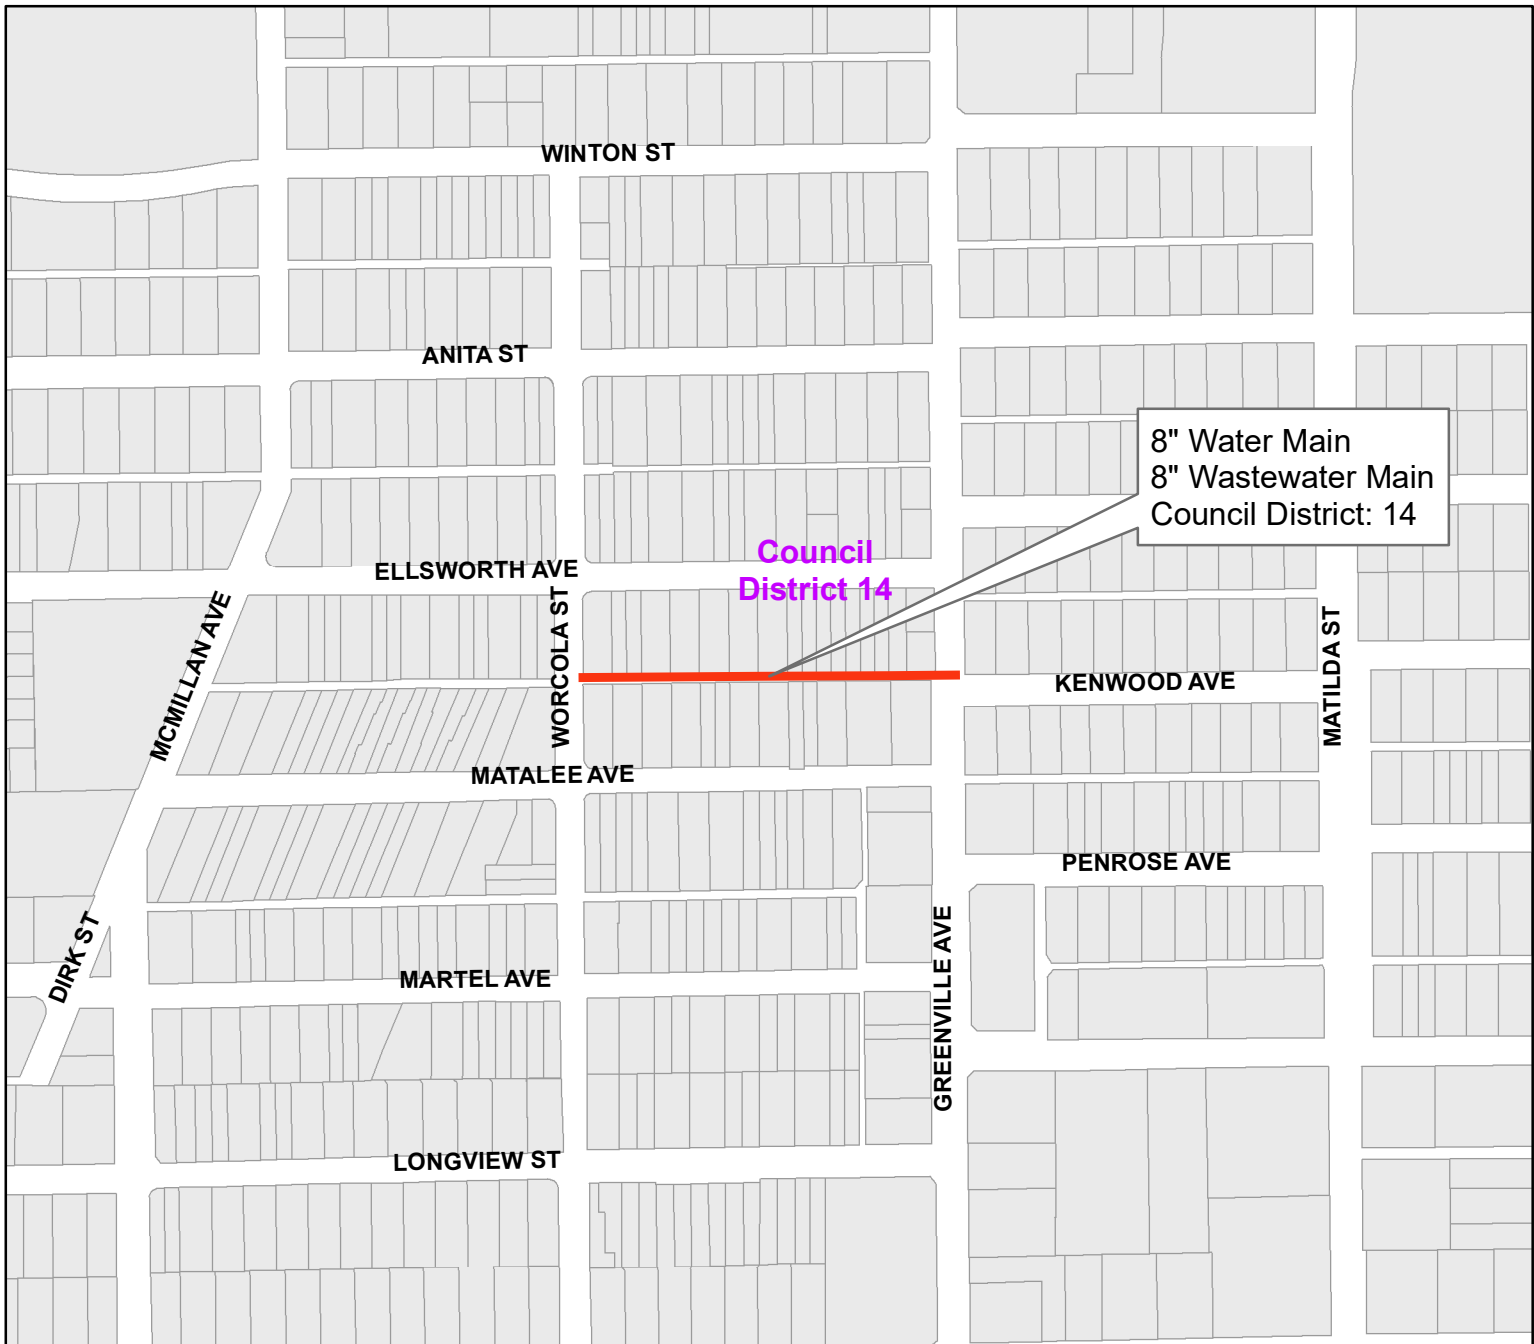 WINTON ST
ANITA ST
8" Water Main
8" Wastewater Main
Council District: 14
Council
District 14
ELLSWORTH AVE
MCMILLAN AVE
WORCOLA ST
MATILDA ST
KENWOOD AVE
MATALEE AVE
PENROSE AVE
DIRK ST
MARTEL AVE
GREENVILLE AVE
LONGVIEW ST